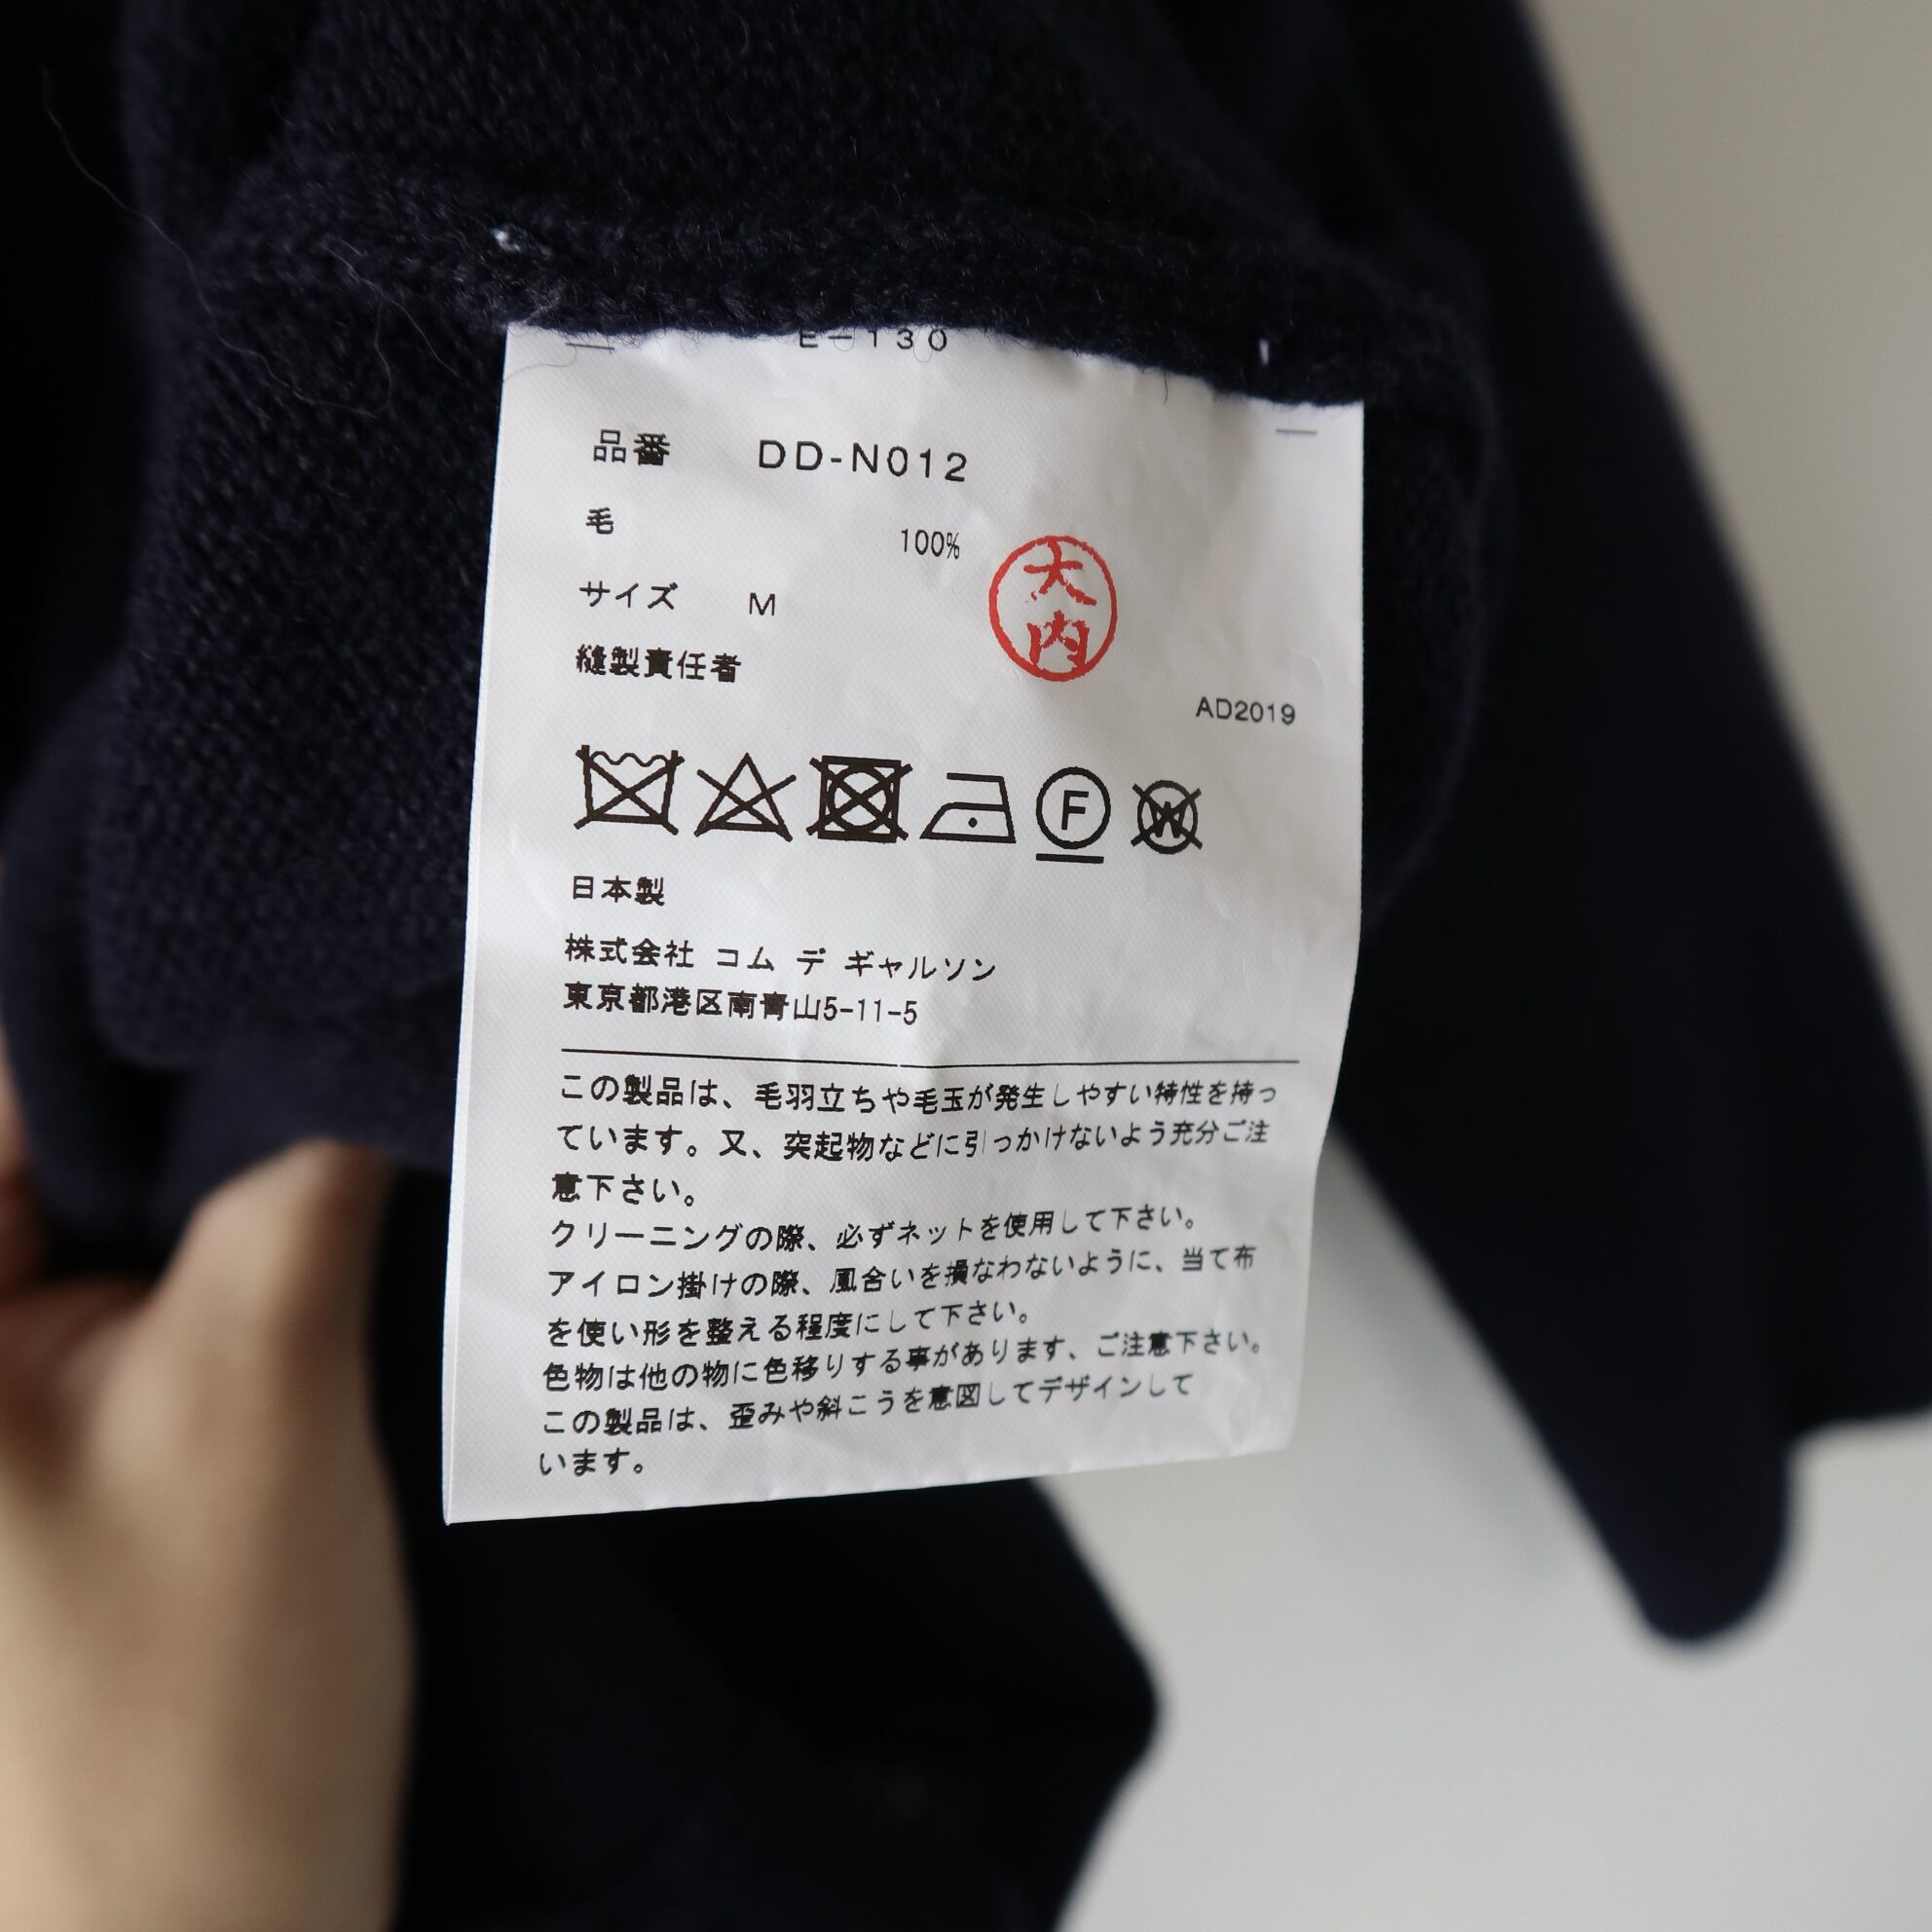 E-130
品番 DD-N012
毛 100%
サイズ M
大内
縫製責任者
AD2019
F
W
日本製
株式会社 コム デ ギャルソン
東京都港区南青山5-11-5
この製品は、毛羽立ちや毛玉が発生しやすい特性を持っ
ています。又、突起物などに引っかけないよう充分ご注
意下さい。
クリーニングの際、必ずネットを使用して下さい。
アイロン掛けの際、風合いを損なわないように、当て布
を使い形を整える程度にして下さい。
色物は他の物に色移りする事があります、ご注意下さい。
この製品は、歪みや斜こうを意図してデザインして
います。